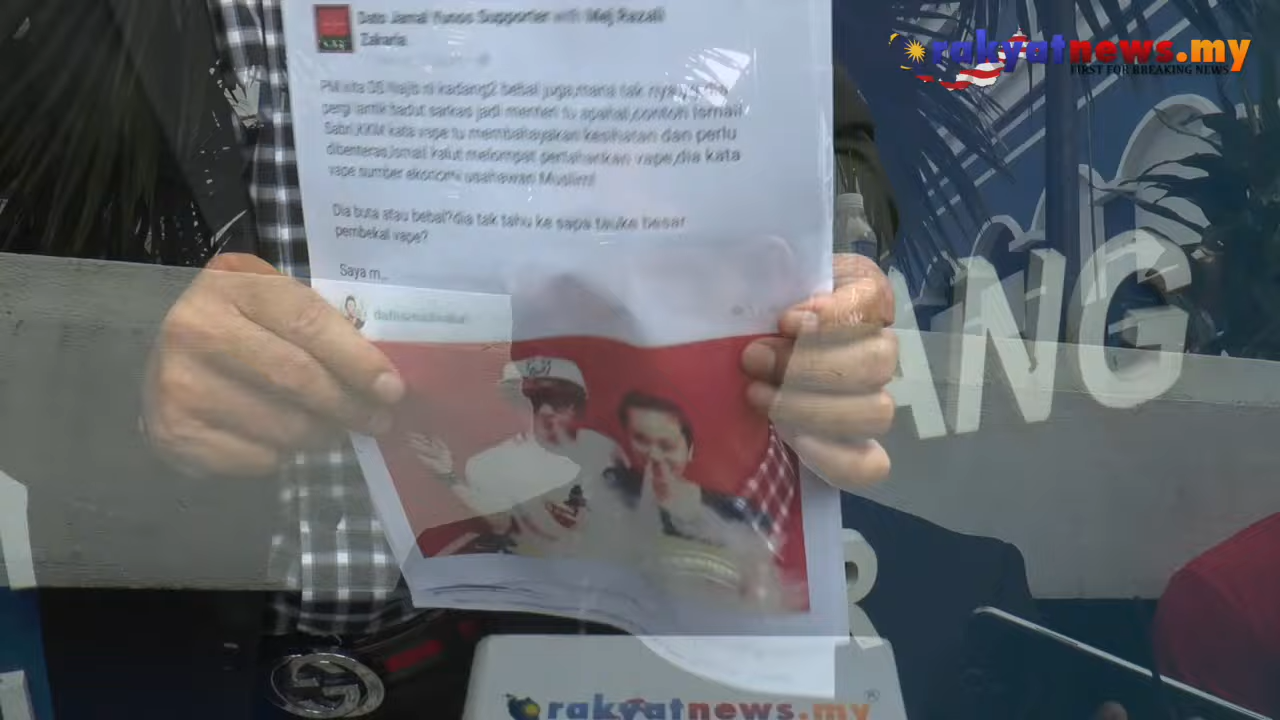 Dato Jamal Yunos Supporter with Mej Razali
Zakaria
rakyatnews.my
FIRST FOR BREAKING NEWS
PM kita DS Najib ni kadang2 bebal juga,mana tak nya
pergi lantik badut sarkas jadi menteri tu apahal,contoh Ismail
Sabri,KKM kata vape tu membahayakan kesihatan dan perlu
dibenteras,Ismail kalut melompat pertahankan vape,dia kata
vape sumber ekonomi usahawan Muslim!
Dia buta atau bebal?dia tak tahu ke sapa tauke besar
pembekal vape?
Saya m...
ANG
R
rakyatnews.my